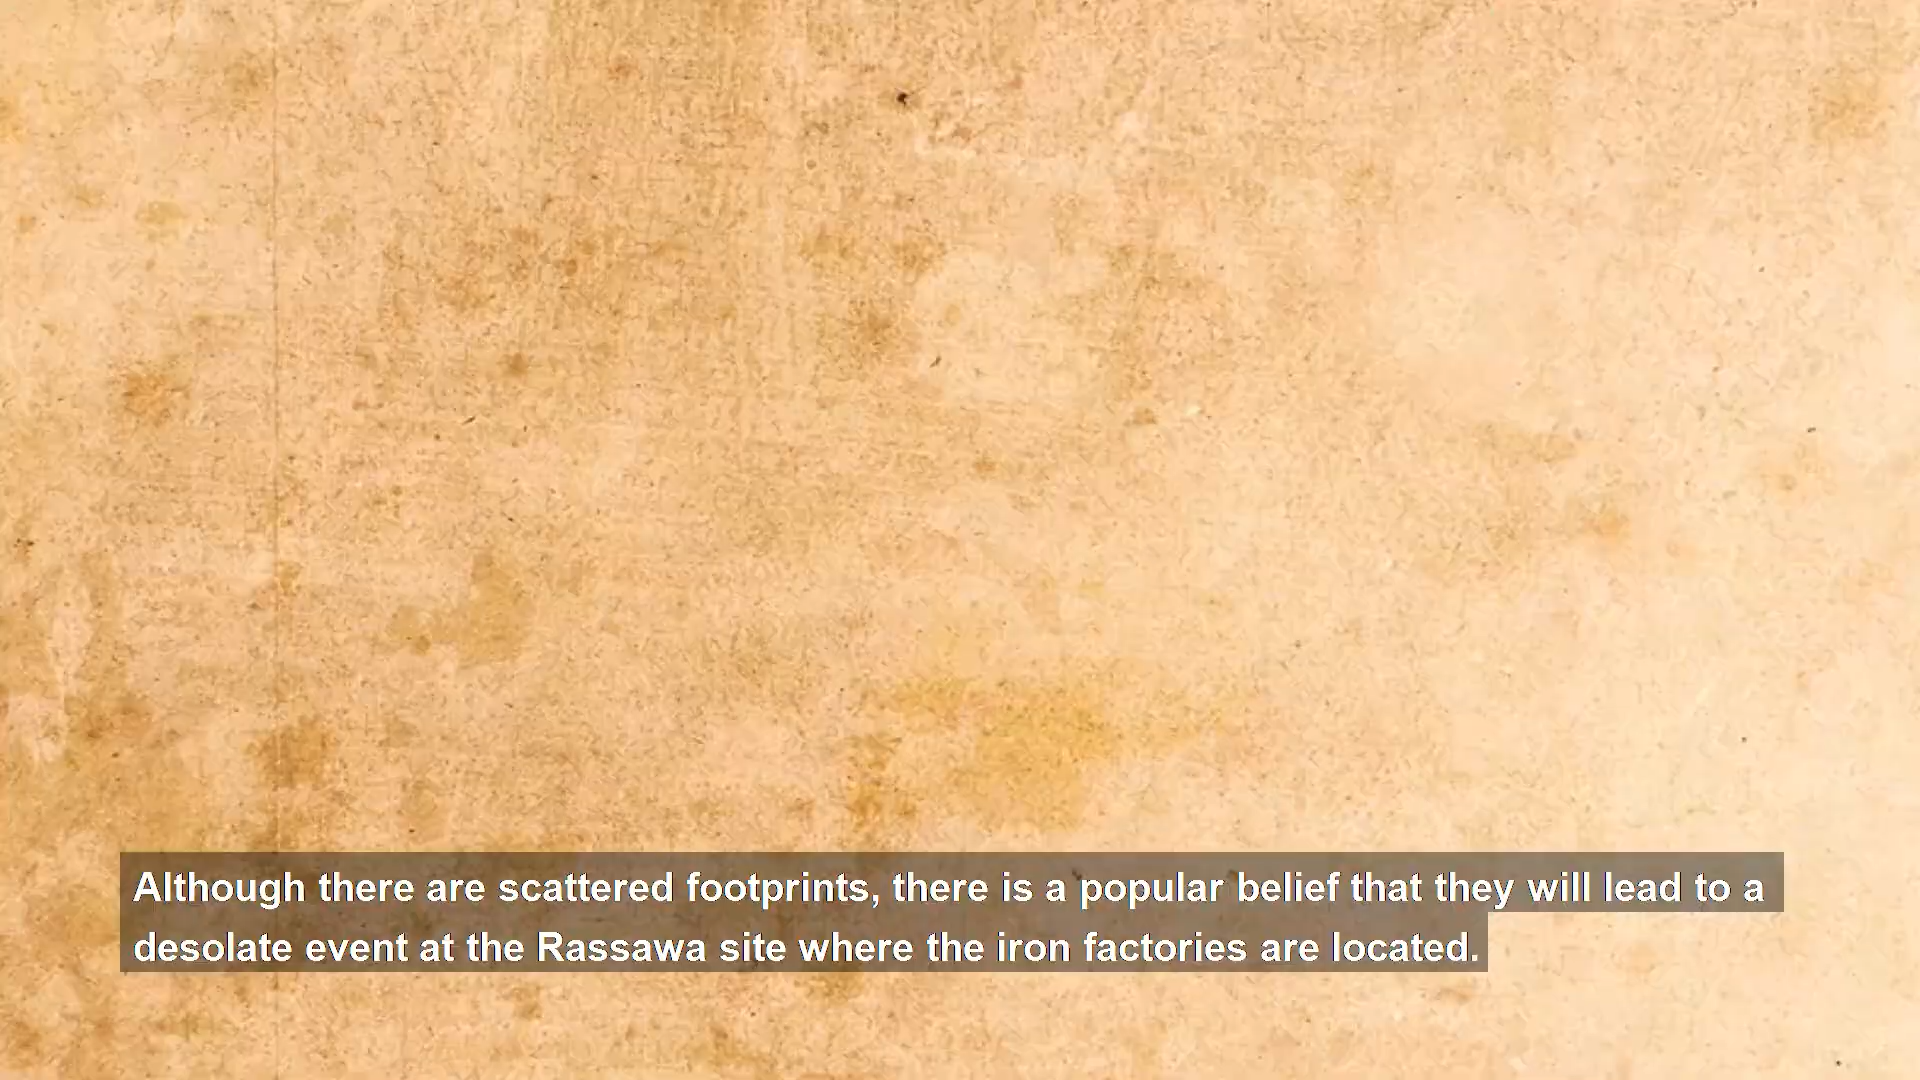 Although there are scattered footprints, there is a popular belief that they will lead to a
desolate event at the Rassawa site where the iron factories are located.